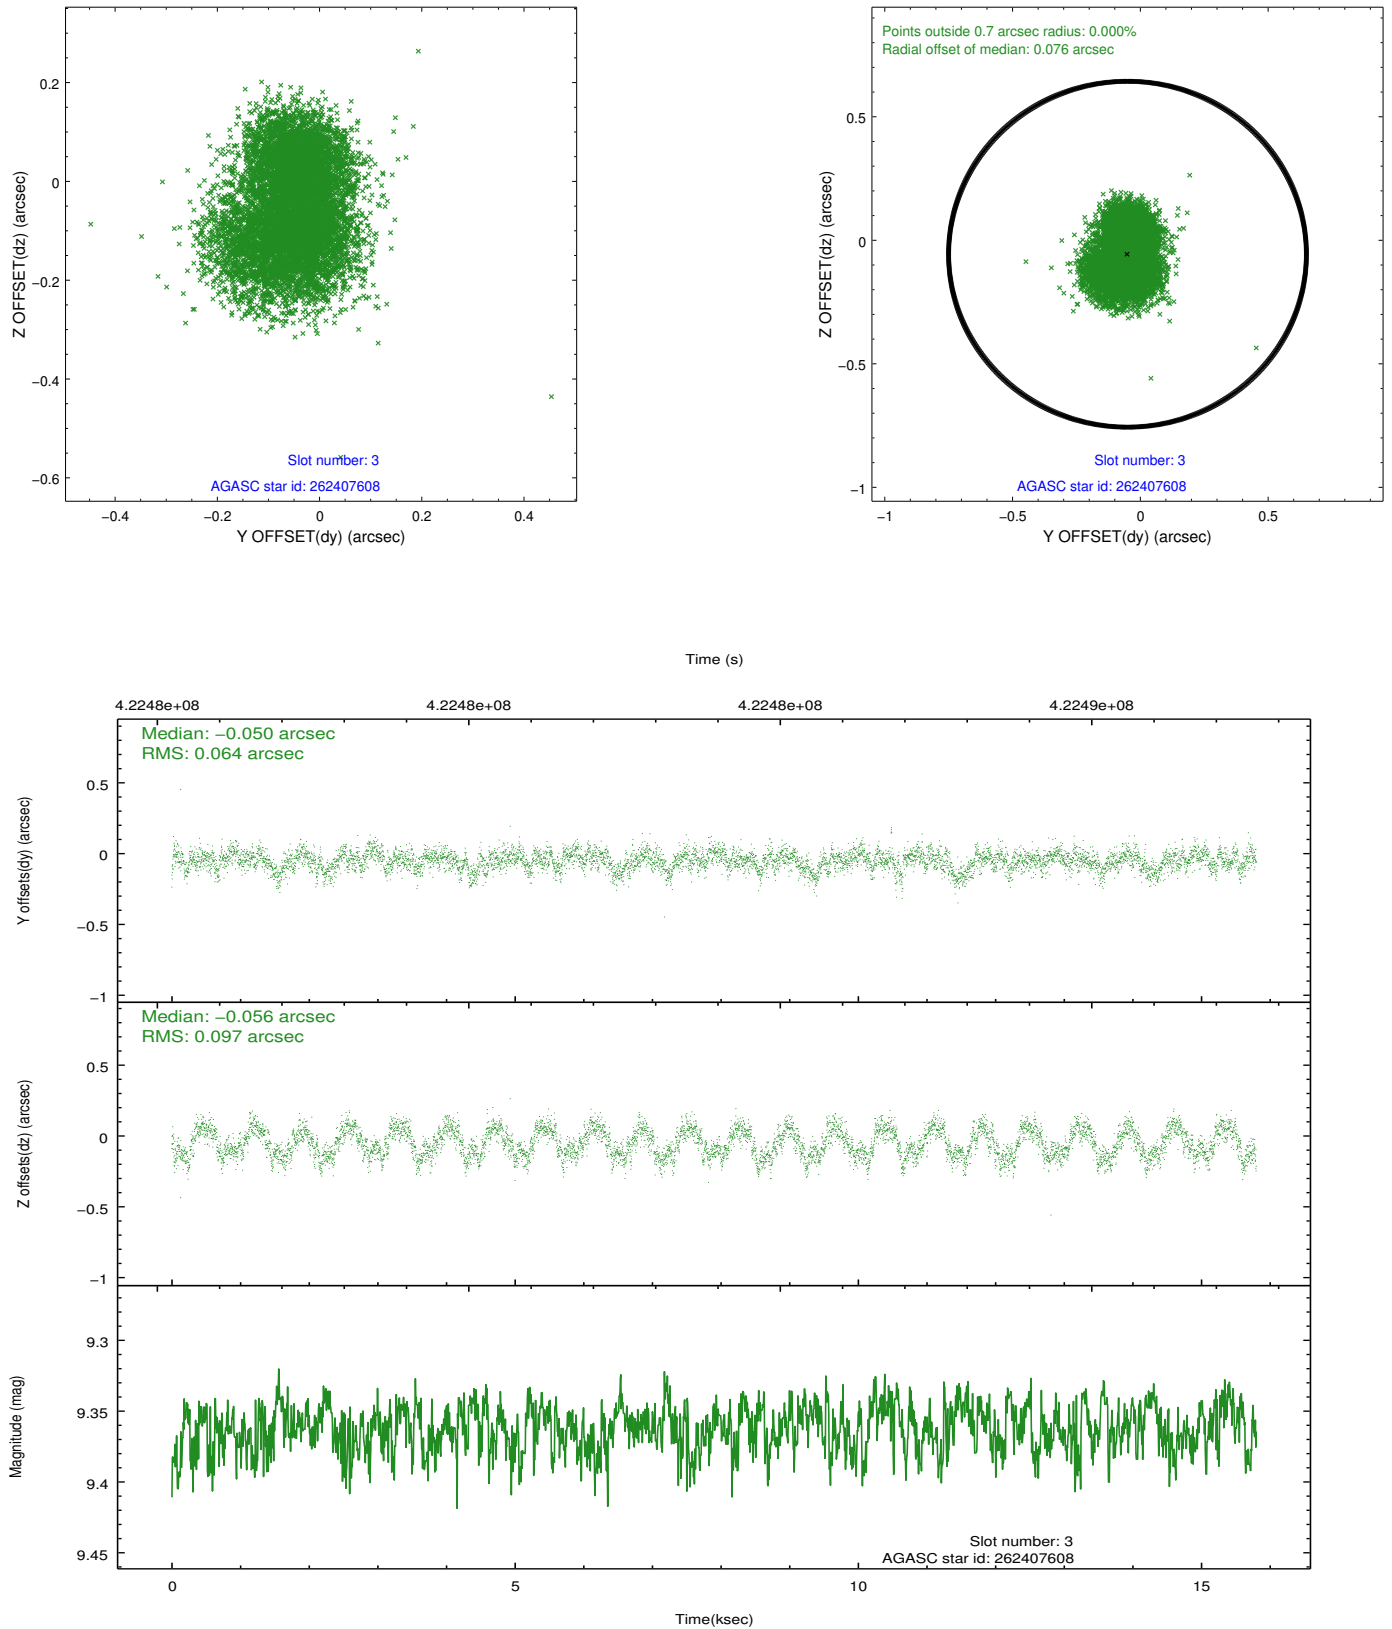 0.2
0
−0.2
−0.4
−0.6
Z OFFSET(dz) (arcsec)
Slot number: 3
AGASC star id: 262407608
−0.4 −0.2 0 0.2 0.4
Y OFFSET(dy) (arcsec)
Points outside 0.7 arcsec radius: 0.000%
Radial offset of median: 0.076 arcsec
0.5
0
−0.5
−1
Z OFFSET(dz) (arcsec)
Slot number: 3
AGASC star id: 262407608
−1 −0.5 0 0.5
Y OFFSET(dy) (arcsec)
Time (s)
4.2248e+08 4.2248e+08 4.2248e+08 4.2249e+08
Median: −0.050 arcsec
RMS: 0.064 arcsec
0.5
0
−0.5
−1
Y offsets(dy) (arcsec)
Median: −0.056 arcsec
RMS: 0.097 arcsec
0.5
0
−0.5
−1
Z offsets(dz) (arcsec)
9.3
9.35
9.4
9.45
Magnitude (mag)
Slot number: 3
AGASC star id: 262407608
0 5 10 15
Time(ksec)